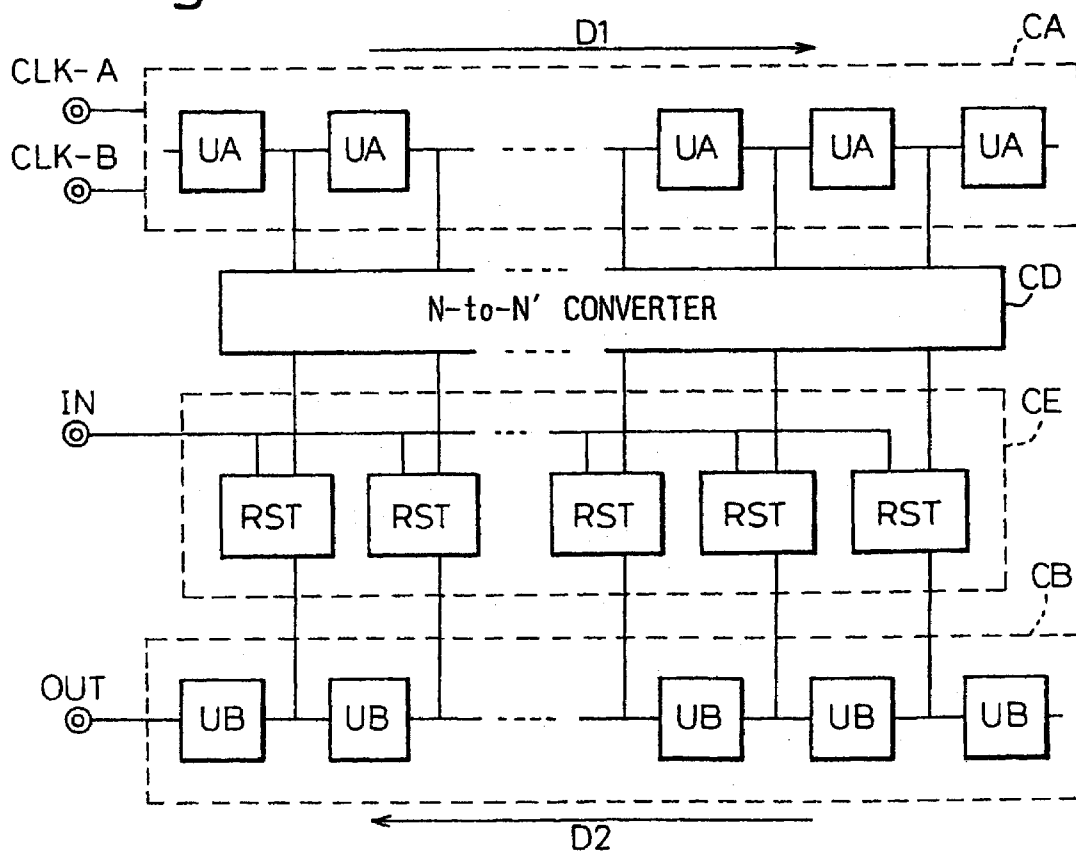 D1
CA
CLK-A
CLK-B
UA UA UA UA UA
N-to-N' CONVERTER
CD
IN
CE
RST RST RST RST RST
CB
OUT
UB UB UB UB UB
D2